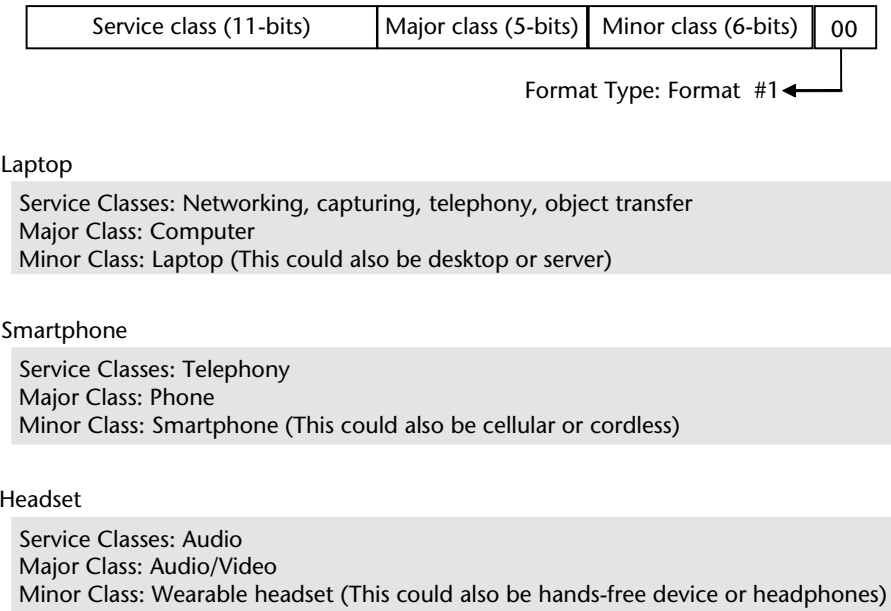 Service class (11-bits) Major class (5-bits) Minor class (6-bits) 00
Format Type: Format #1
Laptop
Service Classes: Networking, capturing, telephony, object transfer
Major Class: Computer
Minor Class: Laptop (This could also be desktop or server)
Smartphone
Service Classes: Telephony
Major Class: Phone
Minor Class: Smartphone (This could also be cellular or cordless)
Headset
Service Classes: Audio
Major Class: Audio/Video
Minor Class: Wearable headset (This could also be hands-free device or headphones)